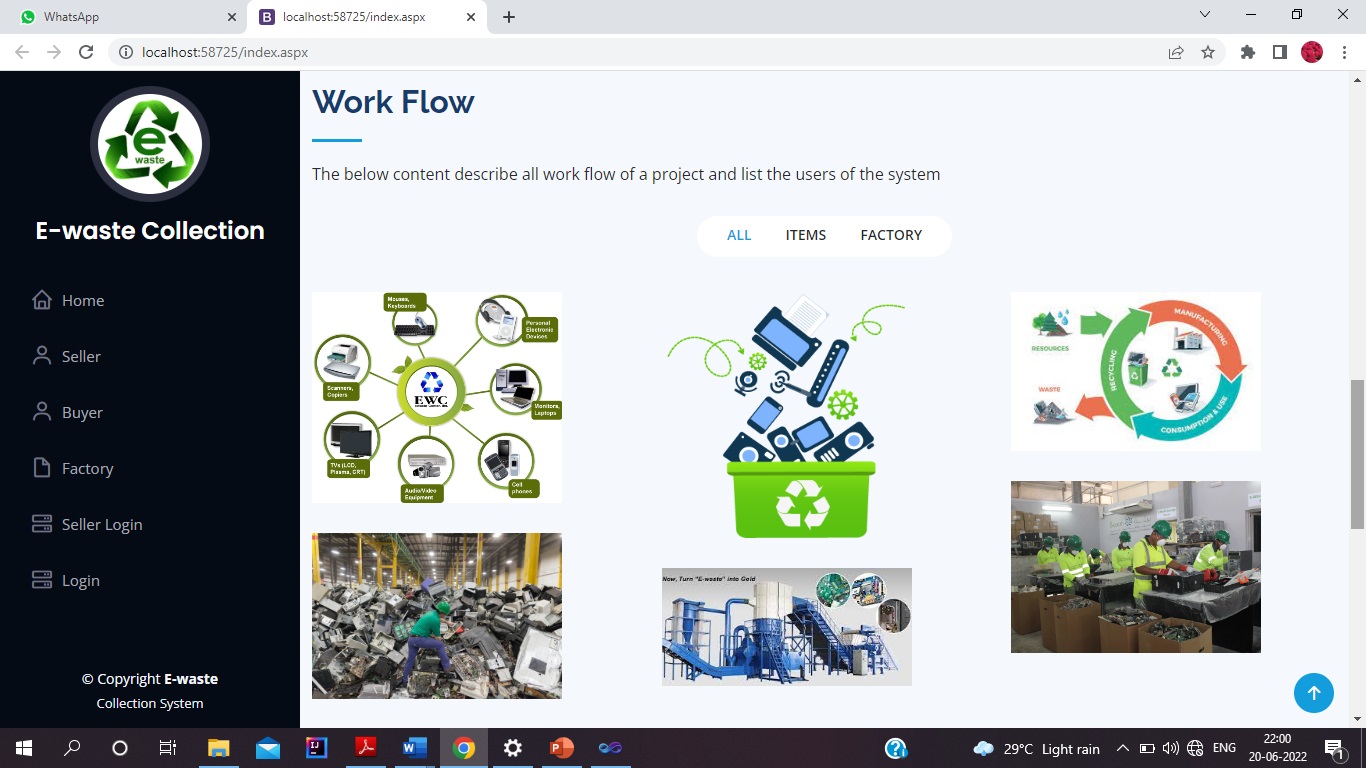 WhatsApp
localhost:58725/index.aspx
localhost:58725/index.aspx
e
waste
E-waste Collection
Home
Seller
Buyer
Factory
Seller Login
Login
© Copyright E-waste
Collection System
Work Flow
The below content describe all work flow of a project and list the users of the system
ALL ITEMS FACTORY
Mouses,
Keyboards
Personal
Electronic
Devices
Scanners,
Copiers
EWC
Monitors,
Laptops
TVs (LCD,
Plasma, CRT)
Audio/Video
Equipment
Cell
phones
RESOURCES
MANUFACTURING
RECYCLING
WASTE
CONSUMPTION & USE
Now, Turn "E-waste" into Gold
29°C Light rain
ENG
22:00
20-06-2022
1